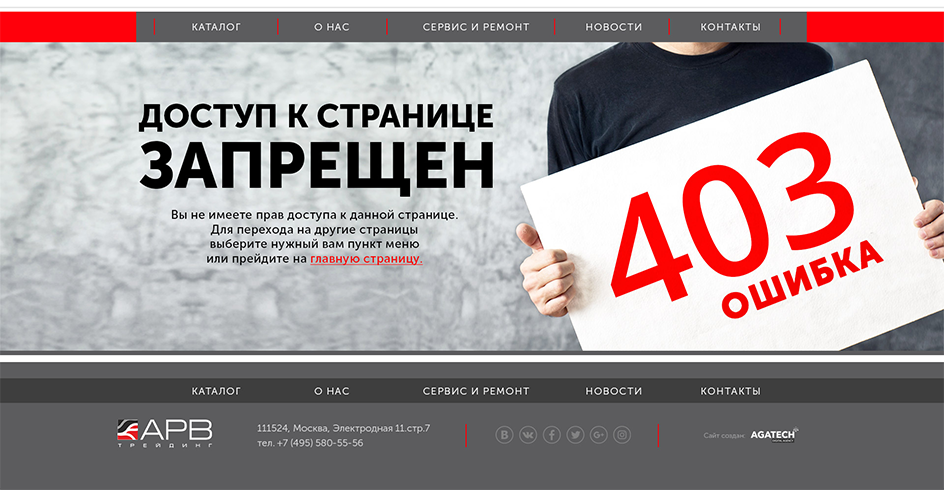 КАТАЛОГ О НАС СЕРВИС И РЕМОНТ НОВОСТИ КОНТАКТЫ
ДОСТУП К СТРАНИЦЕ
ЗАПРЕЩЕН
Вы не имеете прав доступа к данной странице.
Для перехода на другие страницы
выберите нужный вам пункт меню
или прейдите на главную страницу.
403
ОШИБКА
КАТАЛОГ О НАС СЕРВИС И РЕМОНТ НОВОСТИ КОНТАКТЫ
АРВ
ТРЕЙДИНГ
111524, Москва, Электродная 11.стр.7
тел. +7 (495) 580-55-56
Сайт создан: AGATECH